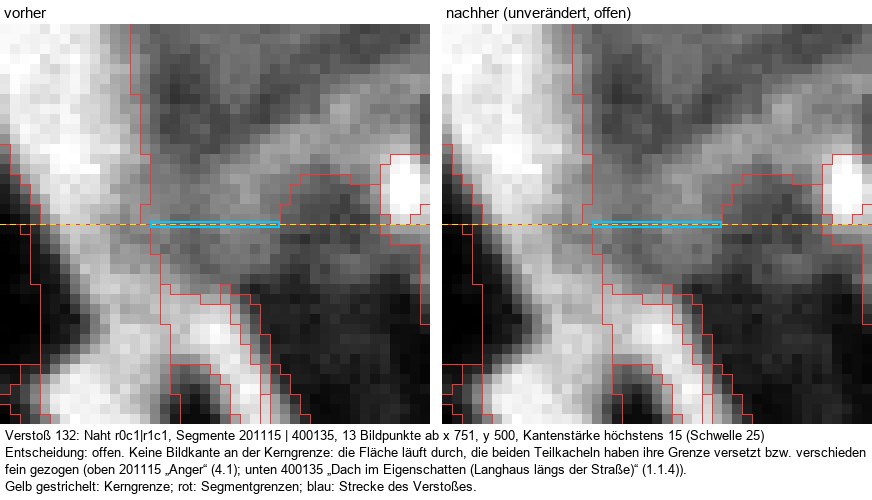 vorher
nachher (unverändert, offen)
Verstoß 132: Naht r0c1|r1c1, Segmente 201115 | 400135, 13 Bildpunkte ab x 751, y 500, Kantenstärke höchstens 15 (Schwelle 25)
Entscheidung: offen. Keine Bildkante an der Kerngrenze: die Fläche läuft durch, die beiden Teilkacheln haben ihre Grenze versetzt bzw. verschieden
fein gezogen (oben 201115 „Anger“ (4.1); unten 400135 „Dach im Eigenschatten (Langhaus längs der Straße)“ (1.1.4)).
Gelb gestrichelt: Kerngrenze; rot: Segmentgrenzen; blau: Strecke des Verstoßes.